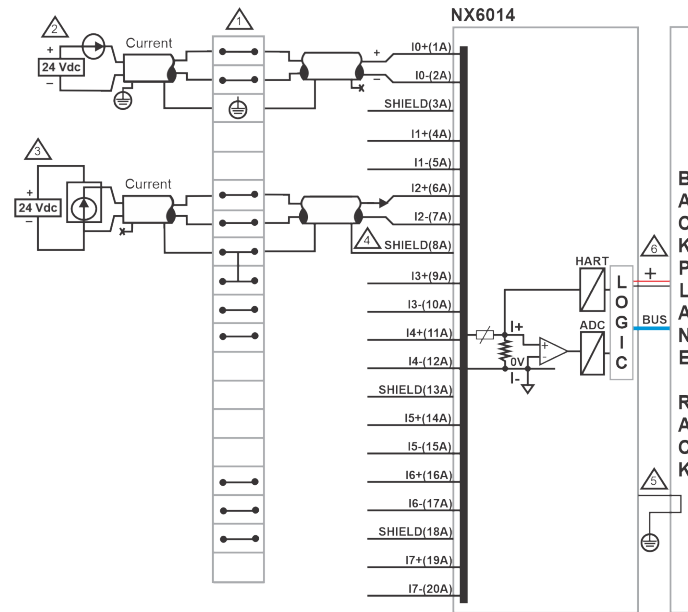 NX6014
2
1
Current
+
24 Vdc
–
+
–
I0+(1A)
I0-(2A)
x
SHIELD(3A)
I1+(4A)
I1-(5A)
3
Current
+
24 Vdc
–
x
I2+(6A)
I2-(7A)
4
SHIELD(8A)
I3+(9A)
I3-(10A)
I4+(11A)
I4-(12A)
SHIELD(13A)
I5+(14A)
I5-(15A)
I6+(16A)
I6-(17A)
SHIELD(18A)
I7+(19A)
I7-(20A)
HART
ADC
I+
+
-
0V
I-
LOGIC
6
+
BUS
5
BACKPLANE
RACK